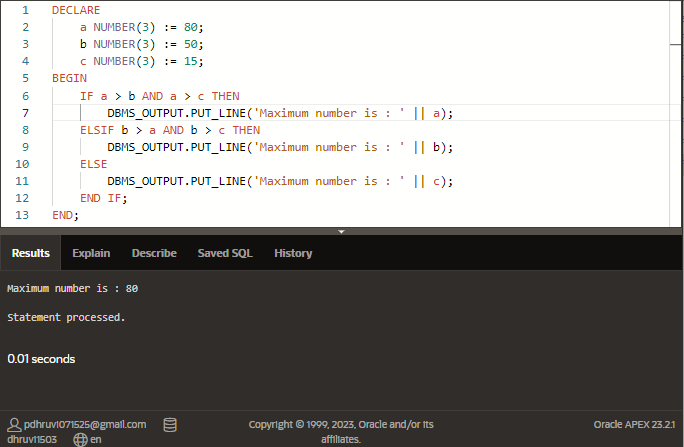 1 DECLARE
2 a NUMBER(3) := 80;
3 b NUMBER(3) := 50;
4 c NUMBER(3) := 15;
5 BEGIN
6 IF a > b AND a > c THEN
7 DBMS_OUTPUT.PUT_LINE('Maximum number is : ' || a);
8 ELSIF b > a AND b > c THEN
9 DBMS_OUTPUT.PUT_LINE('Maximum number is : ' || b);
10 ELSE
11 DBMS_OUTPUT.PUT_LINE('Maximum number is : ' || c);
12 END IF;
13 END;
Results Explain Describe Saved SQL History
Maximum number is : 80
Statement processed.
0.01 seconds
pdhruv1071525@gmail.com
dhruv11503 en
Copyright © 1999, 2023, Oracle and/or its
affiliates.
Oracle APEX 23.2.1